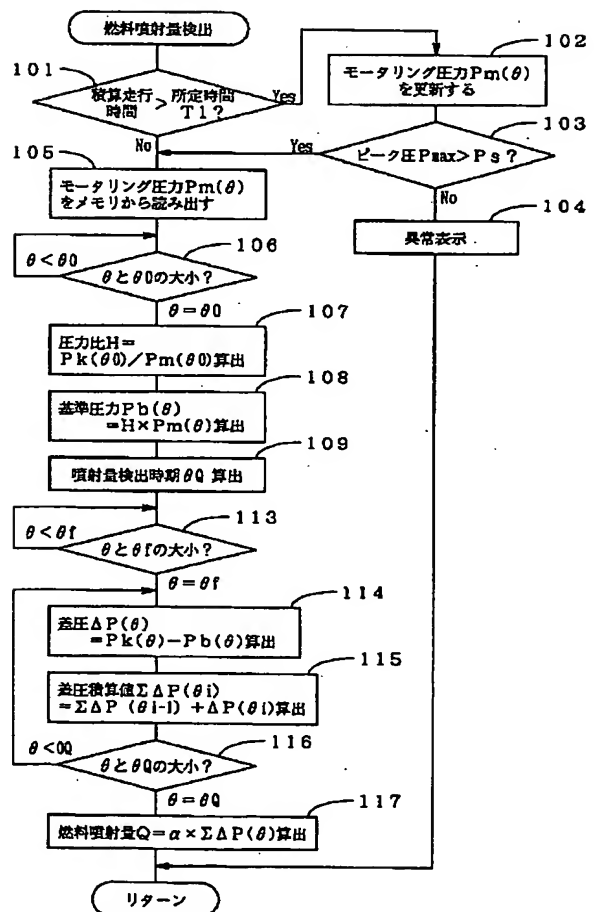 燃料噴射量検出
101
積算走行 所定時間
時間 > T1?
Yes
No
102
モータリング圧力Pm(θ)
を更新する
103
ピーク圧Pmax>Ps?
Yes
No
104
異常表示
105
モータリング圧力Pm(θ)
をメモリから読み出す
106
θ<θ0
θとθ0の大小?
θ=θ0
107
圧力比H=
Pk(θ0)/Pm(θ0)算出
108
基準圧力Pb(θ)
=H×Pm(θ)算出
109
噴射量検出時期θQ 算出
113
θ<θf
θとθfの大小?
θ=θf
114
差圧ΔP(θ)
=Pk(θ)-Pb(θ)算出
115
差圧積算値ΣΔP(θi)
=ΣΔP (θi-1) +ΔP(θi)算出
116
θ<θQ
θとθQの大小?
θ=θQ
117
燃料噴射量Q=α×ΣΔP(θ)算出
リターン